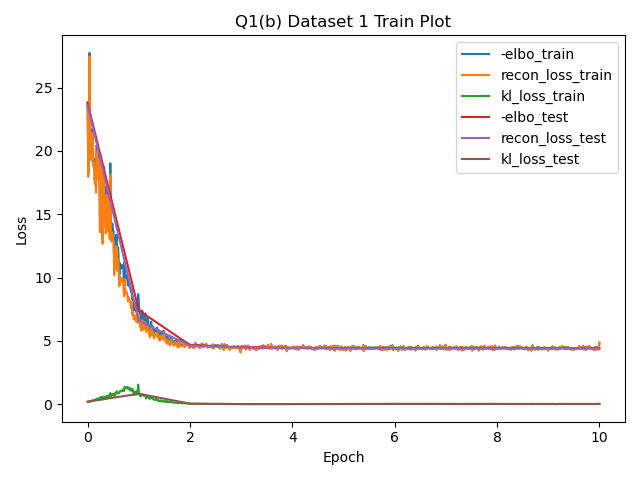 Q1(b) Dataset 1 Train Plot
-elbo_train
recon_loss_train
kl_loss_train
-elbo_test
recon_loss_test
kl_loss_test
Loss
25
20
15
10
5
0
0 2 4 6 8 10
Epoch